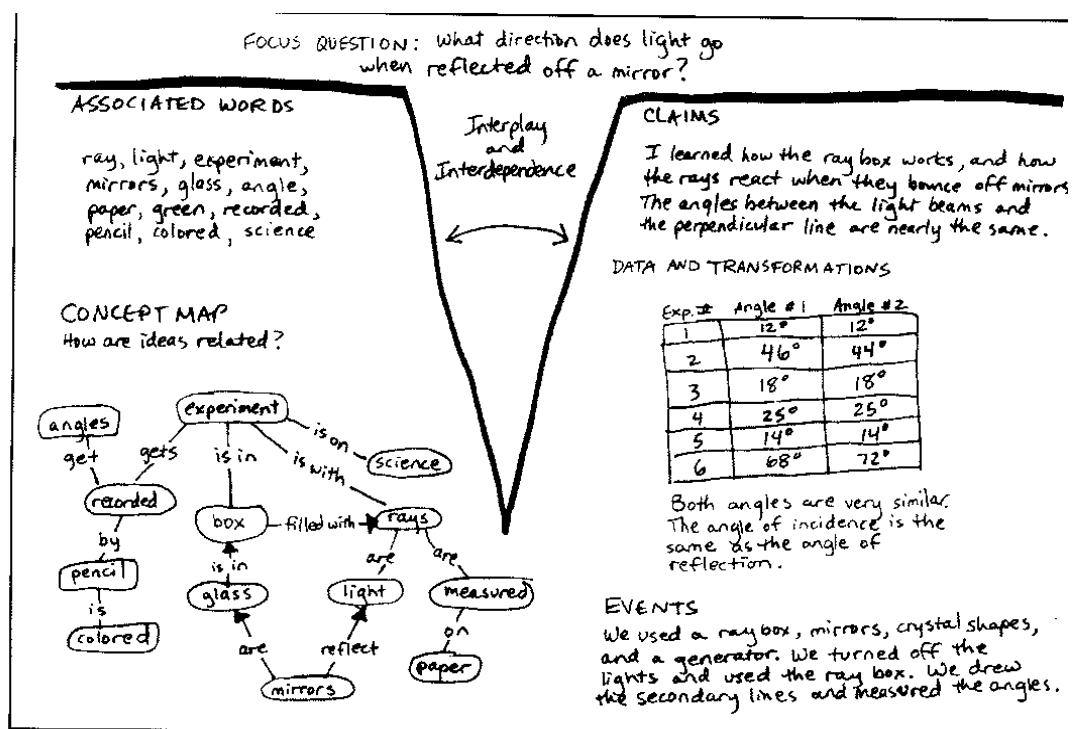 FOCUS QUESTION: What direction does light go
when reflected off a mirror?
ASSOCIATED WORDS
ray, light, experiment,
mirrors, glass, angle,
paper, green, recorded,
pencil, colored, science
CONCEPT MAP
How are ideas related?
experiment
angles
get
gets
is in
is with
is on
science
recorded
box
filled with
rays
by
is in
are
are
pencil
glass
light
measured
is
are
reflect
on
colored
mirrors
paper
Interplay
and
Interdependence
CLAIMS
I learned how the ray box works, and how
the rays react when they bounce off mirrors
The angles between the light beams and
the perpendicular line are nearly the same.
DATA AND TRANSFORMATIONS
Exp. # Angle #1 Angle #2
1 12° 12°
2 46° 44°
3 18° 18°
4 25° 25°
5 14° 14°
6 68° 72°
Both angles are very similar.
The angle of incidence is the
same as the angle of
reflection.
EVENTS
We used a ray box, mirrors, crystal shapes,
and a generator. We turned off the
lights and used the ray box. We drew
the secondary lines and measured the angles.